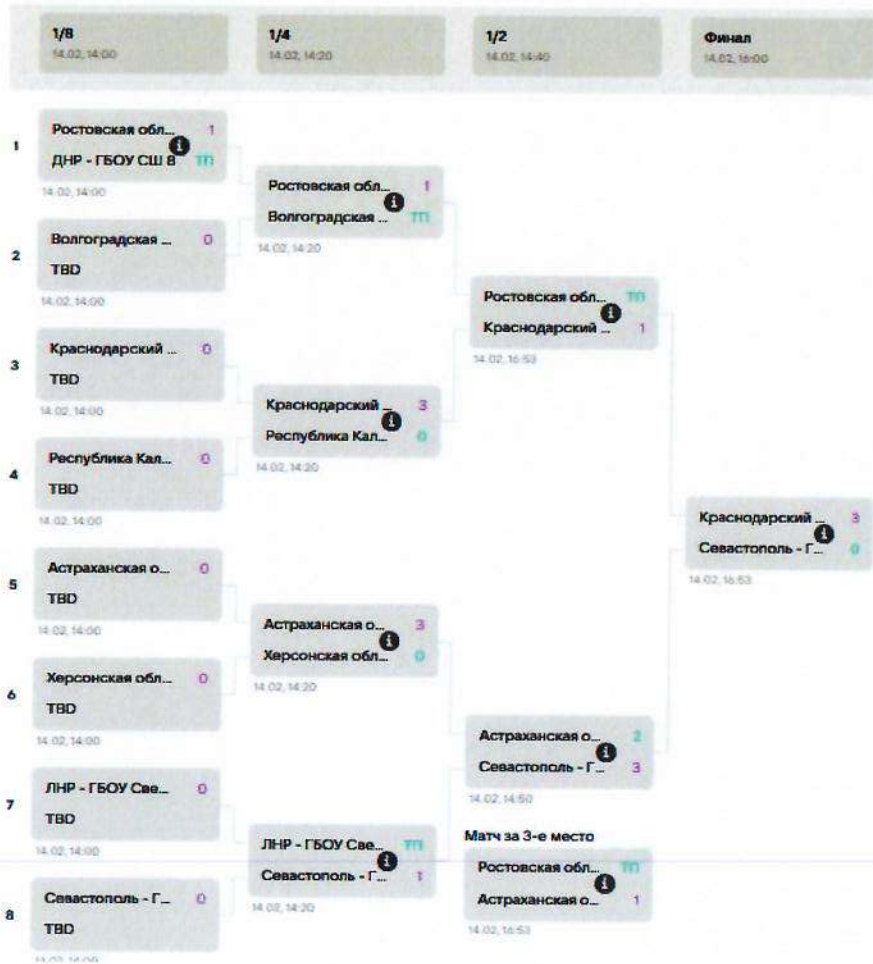 1/8
14.02, 14:00
1/4
14.02, 14:20
1/2
14.02, 14:40
Финал
14.02, 16:00
1
Ростовская обл... 1
ДНР - ГБОУ СШ 8 ТП
14.02, 14:00
2
Волгоградская ... 0
TBD
14.02, 14:00
3
Краснодарский ... 0
TBD
14.02, 14:00
4
Республика Кал... 0
TBD
14.02, 14:00
5
Астраханская о... 0
TBD
14.02, 14:00
6
Херсонская обл... 0
TBD
14.02, 14:00
7
ЛНР - ГБОУ Све... 0
TBD
14.02, 14:00
8
Севастополь - Г... 0
TBD
14.02, 14:00
Ростовская обл... 1
Волгоградская ... ТП
14.02, 14:20
Краснодарский ... 3
Республика Кал... 0
14.02, 14:20
Астраханская о... 3
Херсонская обл... 0
14.02, 14:20
ЛНР - ГБОУ Све... ТП
Севастополь - Г... 1
14.02, 14:20
Ростовская обл... ТП
Краснодарский ... 1
14.02, 16:53
Астраханская о... 2
Севастополь - Г... 3
14.02, 14:50
Матч за 3-е место
Ростовская обл... ТП
Астраханская о... 1
14.02, 16:53
Краснодарский ... 3
Севастополь - Г... 0
14.02, 16:53